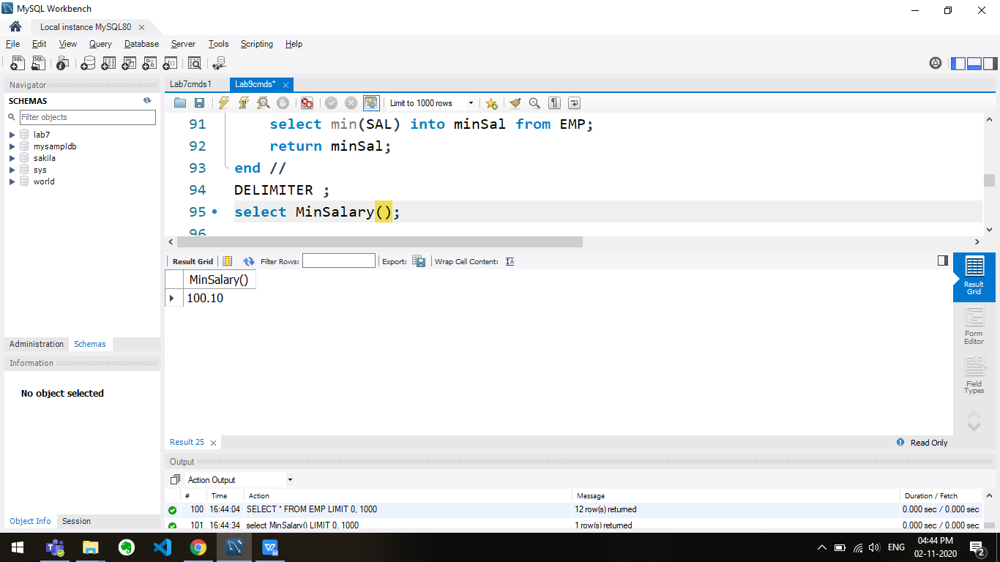 MySQL Workbench
Local instance MySQL80
File Edit View Query Database Server Tools Scripting Help
Navigator
SCHEMAS
Filter objects
lab7
mysampldb
sakila
sys
world
Administration Schemas
Information
No object selected
Object Info Session
Lab7cmds1 Lab9cmds*
Limit to 1000 rows
91 select min(SAL) into minSal from EMP;
92 return minSal;
93 end //
94 DELIMITER ;
95 select MinSalary();
96
Result Grid Filter Rows: Export: Wrap Cell Content:
MinSalary()
100.10
Result Grid
Form Editor
Field Types
Result 25 Read Only
Output
Action Output
# Time Action Message Duration / Fetch
100 16:44:04 SELECT * FROM EMP LIMIT 0, 1000 12 row(s) returned 0.000 sec / 0.000 sec
101 16:44:34 select MinSalary() LIMIT 0, 1000 1 row(s) returned 0.000 sec / 0.000 sec
ENG 04:44 PM
02-11-2020 2